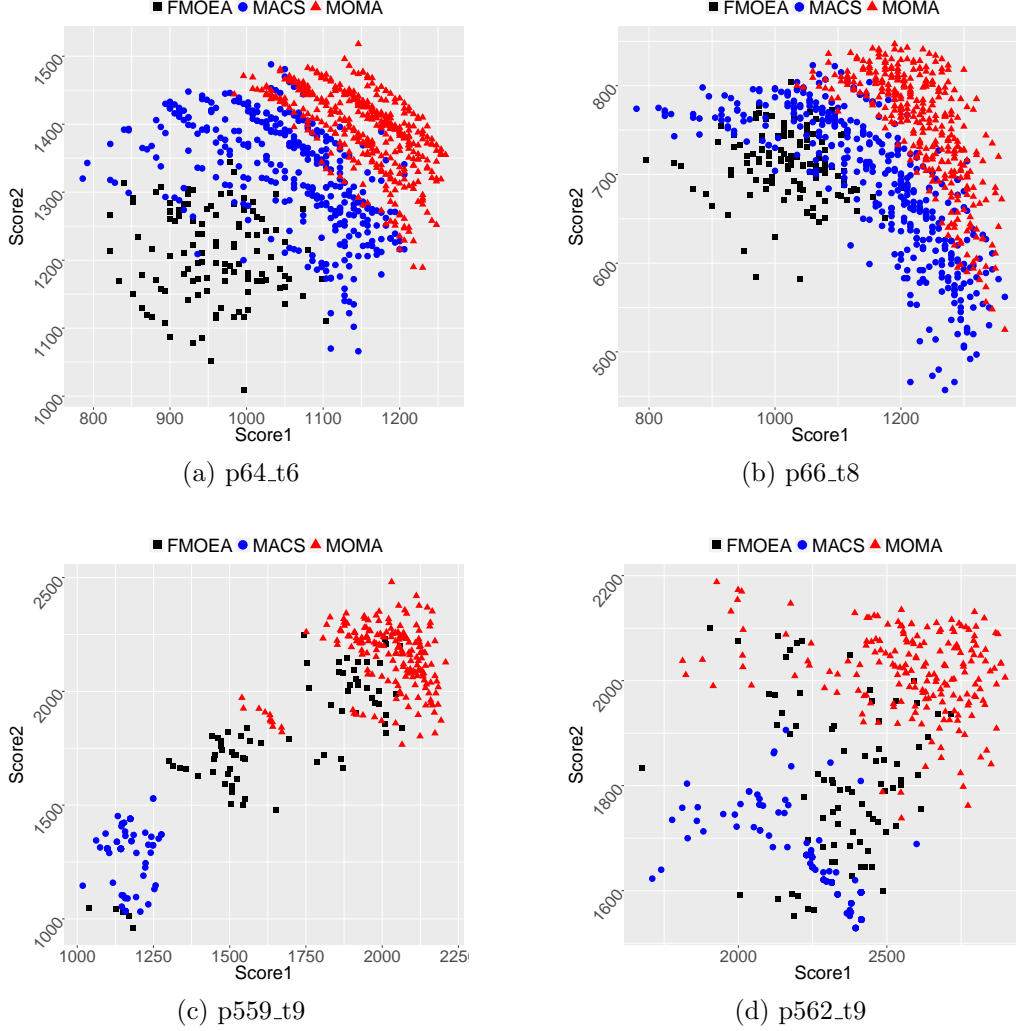 FMOEA MACS MOMA
Score2
1500
1400
1300
1200
1100
1000
800 900 1000 1100 1200
Score1
(a) p64_t6
FMOEA MACS MOMA
Score2
800
700
600
500
800 1000 1200
Score1
(b) p66_t8
FMOEA MACS MOMA
Score2
2500
2000
1500
1000
1000 1250 1500 1750 2000 2250
Score1
(c) p559_t9
FMOEA MACS MOMA
Score2
2200
2000
1800
1600
2000 2500
Score1
(d) p562_t9